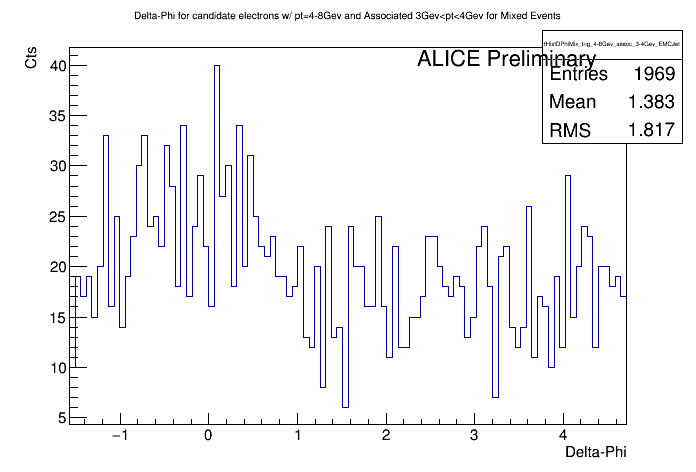 Delta-Phi for candidate electrons w/ pt=4-8Gev and Associated 3Gev<pt<4Gev for Mixed Events
Cts
ALICE Preliminary
fHistDPhiMix_trig_4-8Gev_assoc_3-4Gev_EMCJet
Entries 1969
Mean 1.383
RMS 1.817
40
35
30
25
20
15
10
5
−1 0 1 2 3 4
Delta-Phi